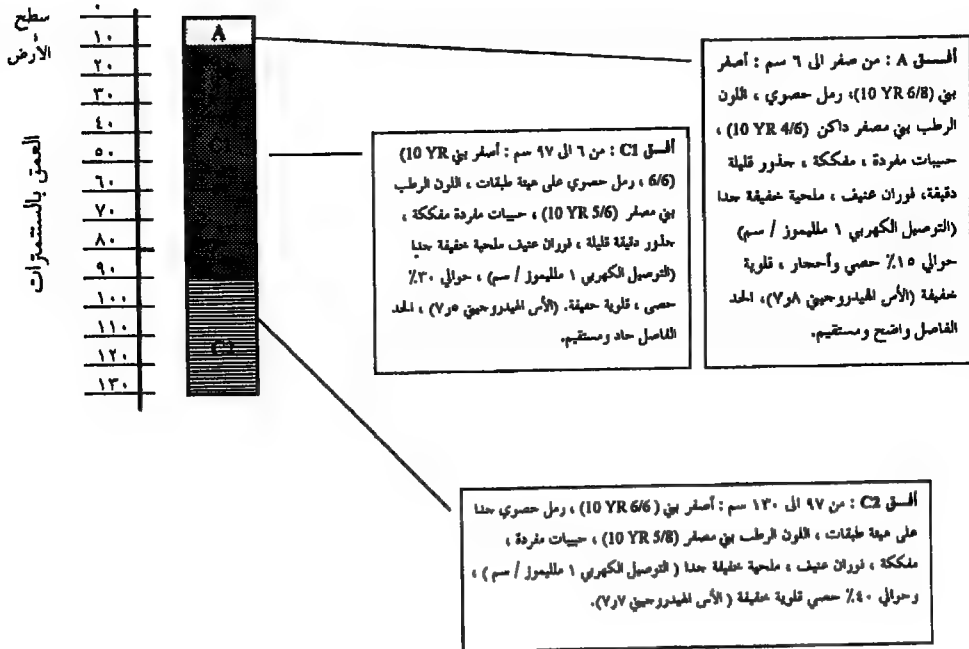 سطح
الأرض
العمق بالسنتمترات
٠
١٠
٢٠
٣٠
٤٠
٥٠
٦٠
٧٠
٨٠
٩٠
١٠٠
١١٠
١٢٠
١٣٠
A
C2
أفسق A : من صفر الى ٦ سم : أصفر
بني (10 YR 6/8)، رمل حصوي ، اللون
الرطب بني مصفر داكن (10 YR 4/6) ،
حبيبات مفردة ، مفككة ، جذور قليلة
دقيقة، فوران عنيف ، ملحية خفيفة جدا
(التوصيل الكهربي ١ ملليموز / سم)
حوالي ١٥٪ حصي وأحجار ، قلوية
خفيفة (الأس الهيدروجيني ٨و٧)، الحد
الفاصل واضح ومستقيم.
أفسق C1 : من ٦ الى ٩٧ سم : أصفر بني (10 YR
6/6) ، رمل حصوي على هيئة طبقات ، اللون الرطب
بني مصفر (10 YR 5/6) ، حبيبات مفردة مفككة ،
جذور دقيقة قليلة ، فوران عنيف ملحية خفيفة جدا
(التوصيل الكهربي ١ ملليموز / سم) ، حوالي ٣٠٪
حصى ، قلوية خفيفة. (الأس الهيدروجيني ٥و٧) ، الحد
الفاصل حاد ومستقيم.
أفسق C2 : من ٩٧ الى ١٣٠ سم : أصفر بني (10 YR 6/6) ، رمل حصوي جدا
على هيئة طبقات ، اللون الرطب بني مصفر (10 YR 5/8) ، حبيبات مفردة ،
مفككة ، فوران عنيف ، ملحية خفيفة جدا ( التوصيل الكهربي ١ ملليموز / سم ) ،
وحوالي ٤٠٪ حصي قلوية خفيفة ( الأس الهيدروجيني ٧و٧).